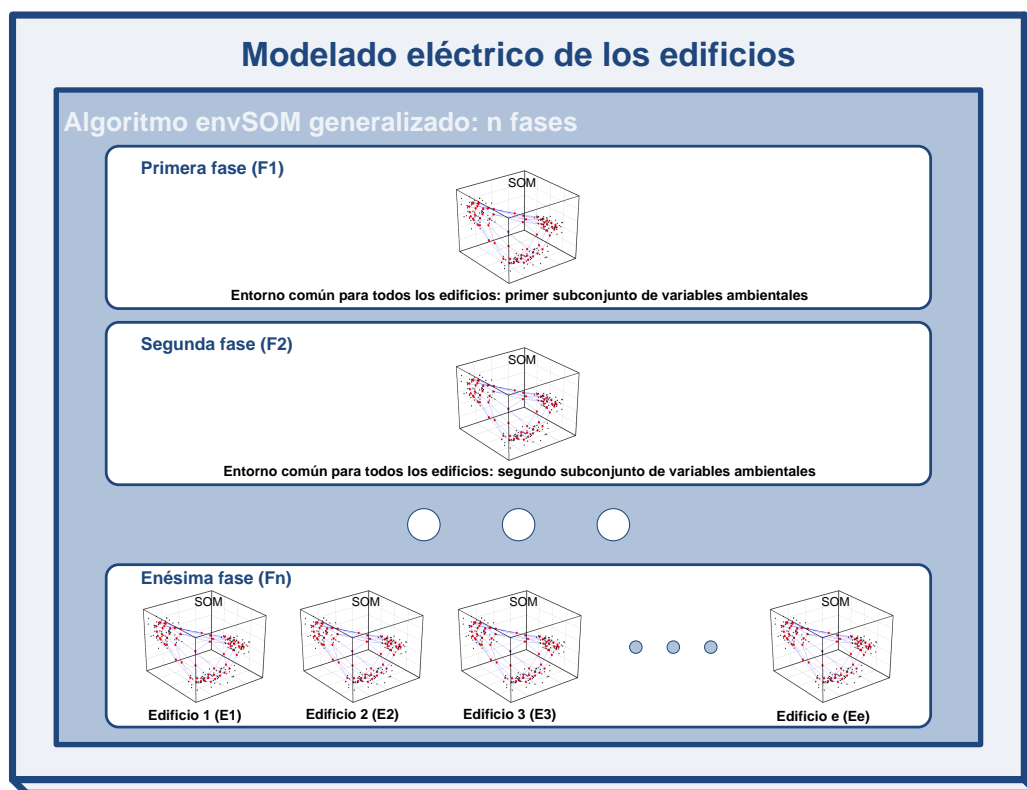 Modelado eléctrico de los edificios
Algoritmo envSOM generalizado: n fases
Primera fase (F1)
SOM
Entorno común para todos los edificios: primer subconjunto de variables ambientales
Segunda fase (F2)
SOM
Entorno común para todos los edificios: segundo subconjunto de variables ambientales
Enésima fase (Fn)
SOM
SOM
SOM
SOM
Edificio 1 (E1)
Edificio 2 (E2)
Edificio 3 (E3)
Edificio e (Ee)